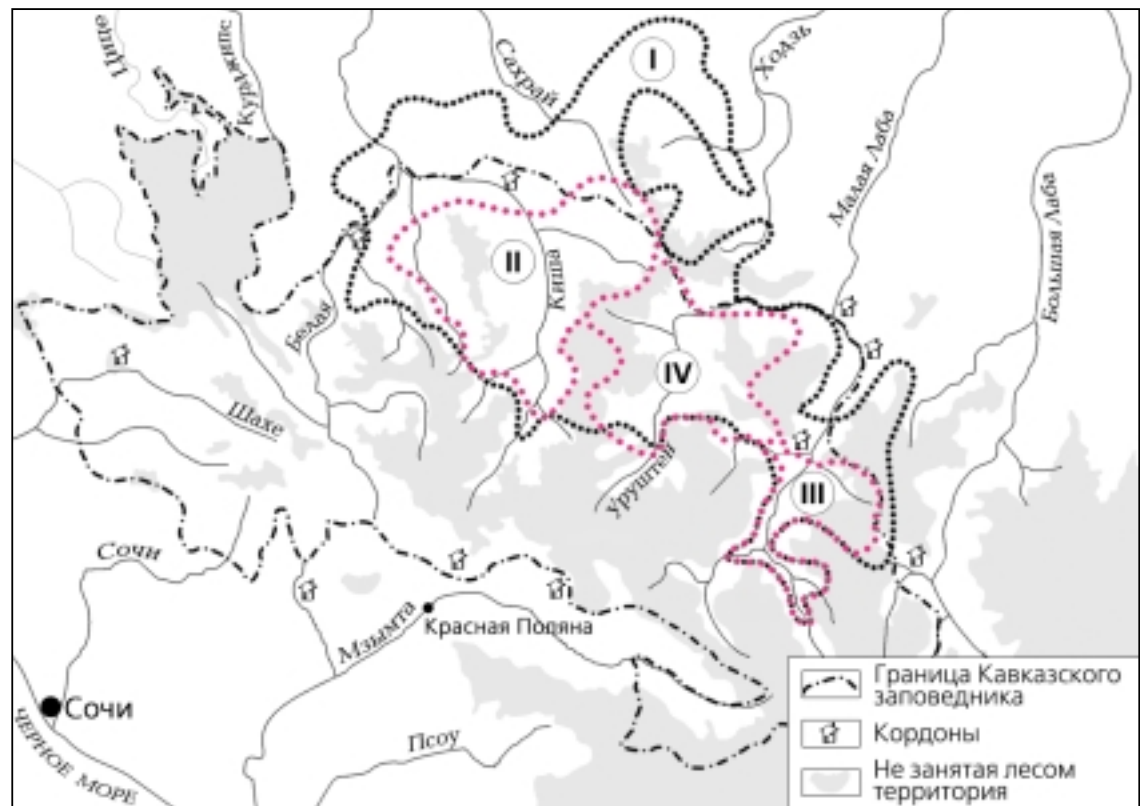 Цице
Курджипс
Сахрай
I
Ходзь
Малая Лаба
Большая Лаба
II
Киша
Белая
IV
Шахе
Уруштен
III
Сочи
Мзымта
Красная Поляна
Сочи
ЧЕРНОЕ МОРЕ
Псоу
Граница Кавказского
заповедника
Кордоны
Не занятая лесом
территория